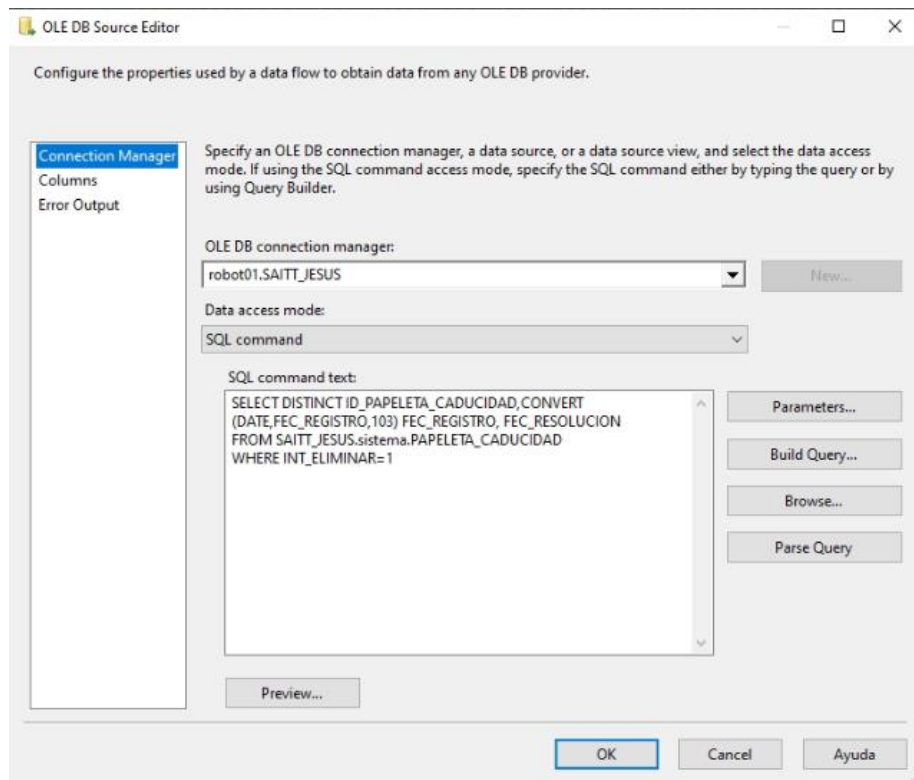 OLE DB Source Editor
Configure the properties used by a data flow to obtain data from any OLE DB provider.
Connection Manager
Columns
Error Output
Specify an OLE DB connection manager, a data source, or a data source view, and select the data access
mode. If using the SQL command access mode, specify the SQL command either by typing the query or by
using Query Builder.
OLE DB connection manager:
robot01.SAITT_JESUS
New...
Data access mode:
SQL command
SQL command text:
SELECT DISTINCT ID_PAPELETA_CADUCIDAD,CONVERT
(DATE,FEC_REGISTRO,103) FEC_REGISTRO, FEC_RESOLUCION
FROM SAITT_JESUS.sistema.PAPELETA_CADUCIDAD
WHERE INT_ELIMINAR=1
Parameters...
Build Query...
Browse...
Parse Query
Preview...
OK
Cancel
Ayuda